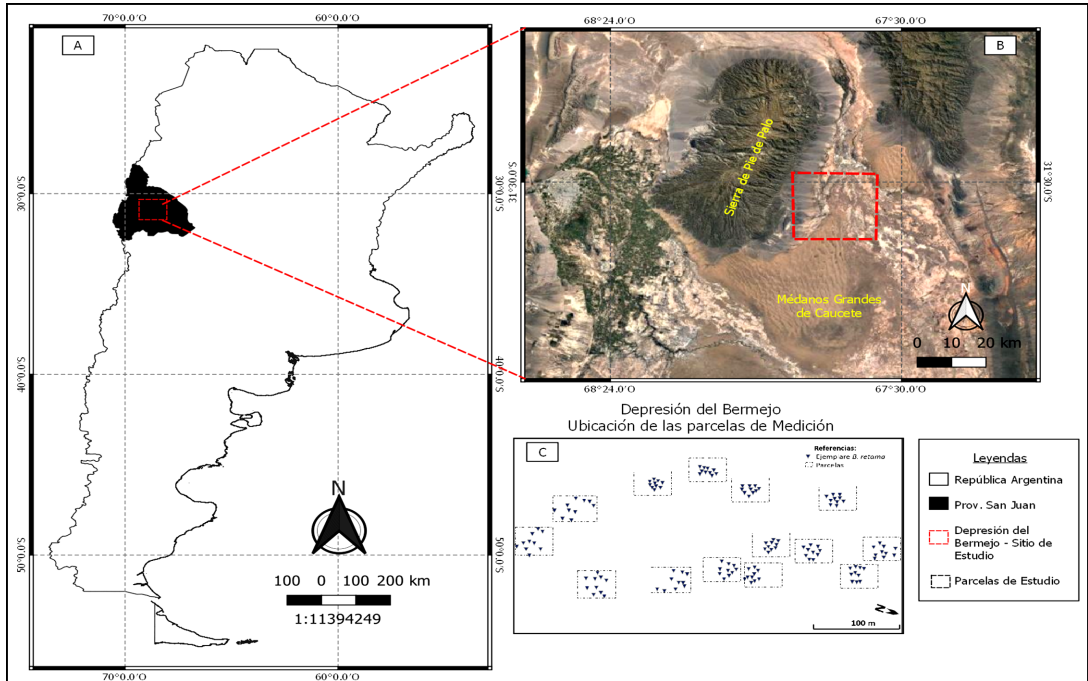 70°0.0'O
60°0.0'O
A
30°0.0'S
30°0.0'S
40°0.0'S
40°0.0'S
50°0.0'S
50°0.0'S
N
100 0 100 200 km
1:11394249
70°0.0'O
60°0.0'O
68°24.0'O
67°30.0'O
B
31°30.0'S
31°30.0'S
Sierra de Pie de Palo
Médanos Grandes
de Caucete
N
0 10 20 km
68°24.0'O
67°30.0'O
Depresión del Bermejo
Ubicación de las parcelas de Medición
C
Referencias:
Ejemplare B. retama
Parcelas
N
100 m
Leyendas
República Argentina
Prov. San Juan
Depresión del
Bermejo - Sitio de
Estudio
Parcelas de Estudio